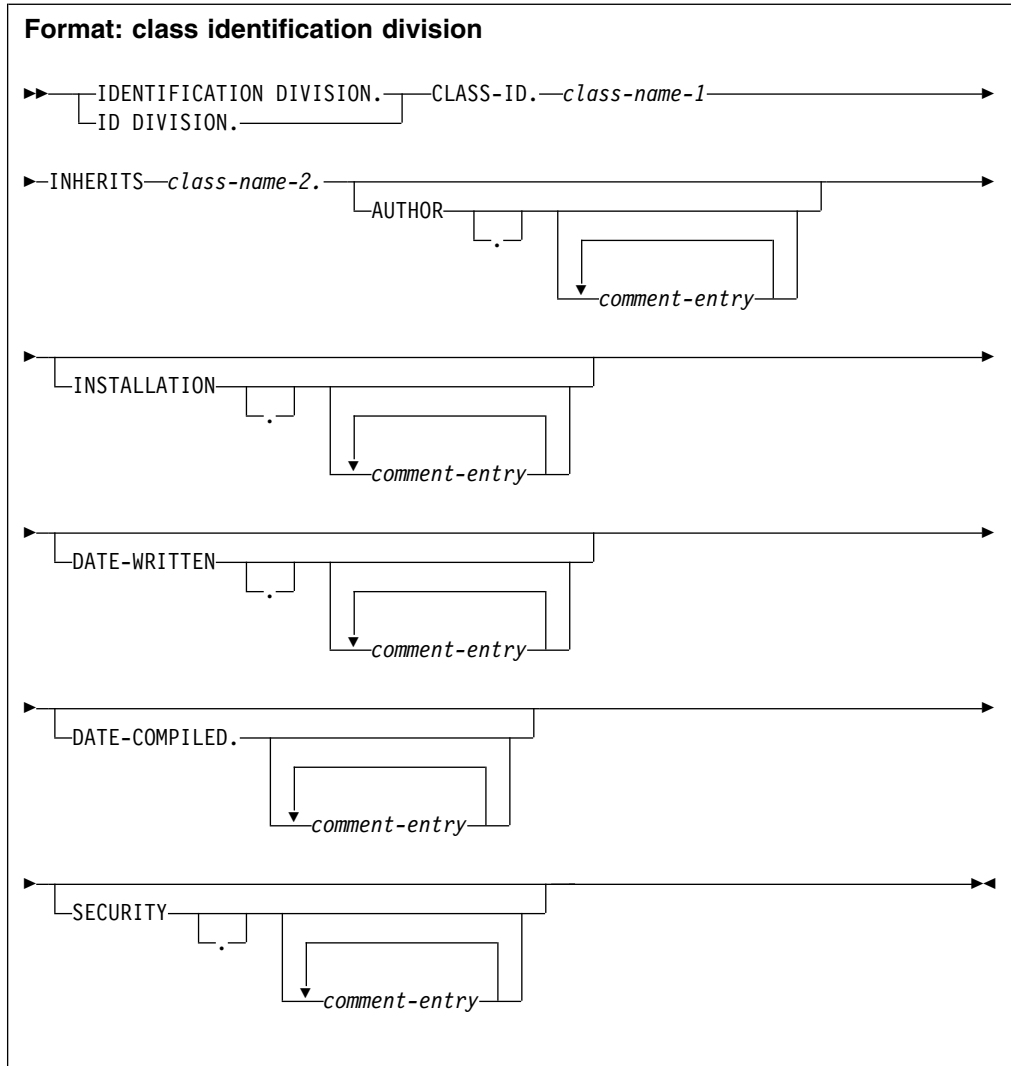 Format: class identification division
IDENTIFICATION DIVISION. CLASS-ID. class-name-1
ID DIVISION.
INHERITS class-name-2.
AUTHOR
.
comment-entry
INSTALLATION
.
comment-entry
DATE-WRITTEN
.
comment-entry
DATE-COMPILED.
comment-entry
SECURITY
.
comment-entry